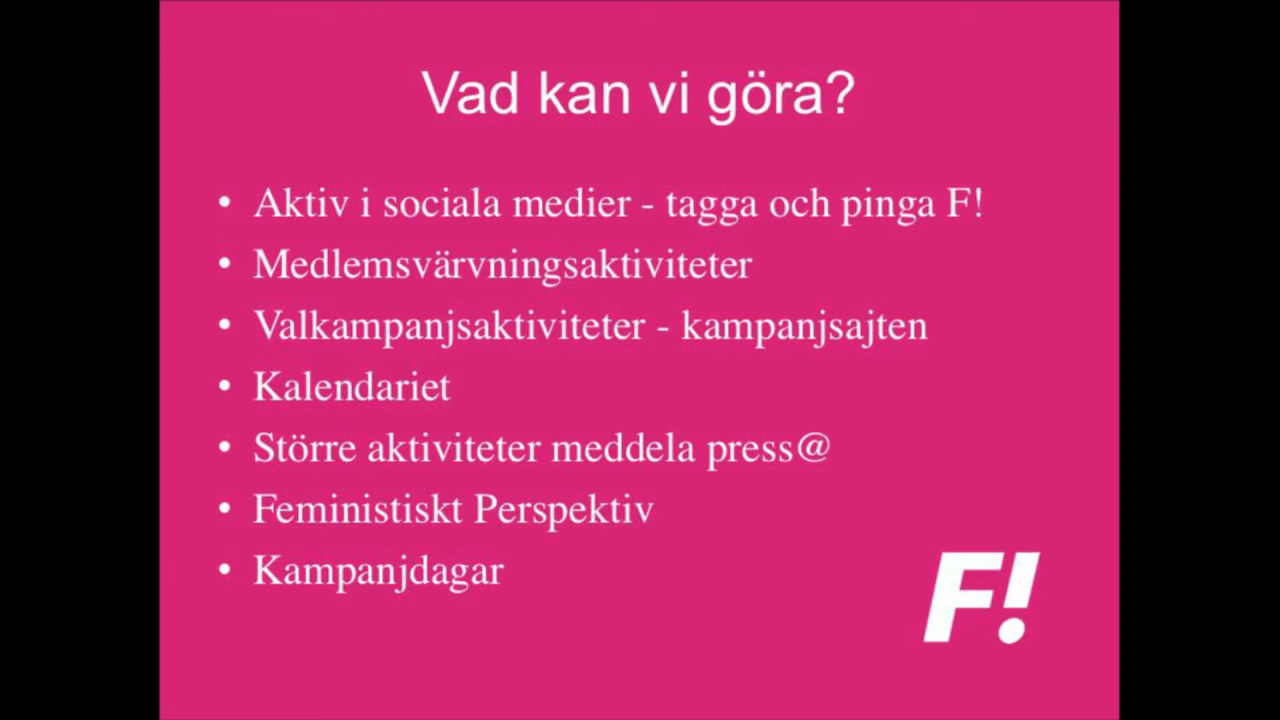 Vad kan vi göra?
• Aktiv i sociala medier - tagga och pinga F!
• Medlemsvärvningsaktiviteter
• Valkampanjsaktiviteter - kampanjsajten
• Kalendariet
• Större aktiviteter meddela press@
• Feministiskt Perspektiv
• Kampanjdagar
F!